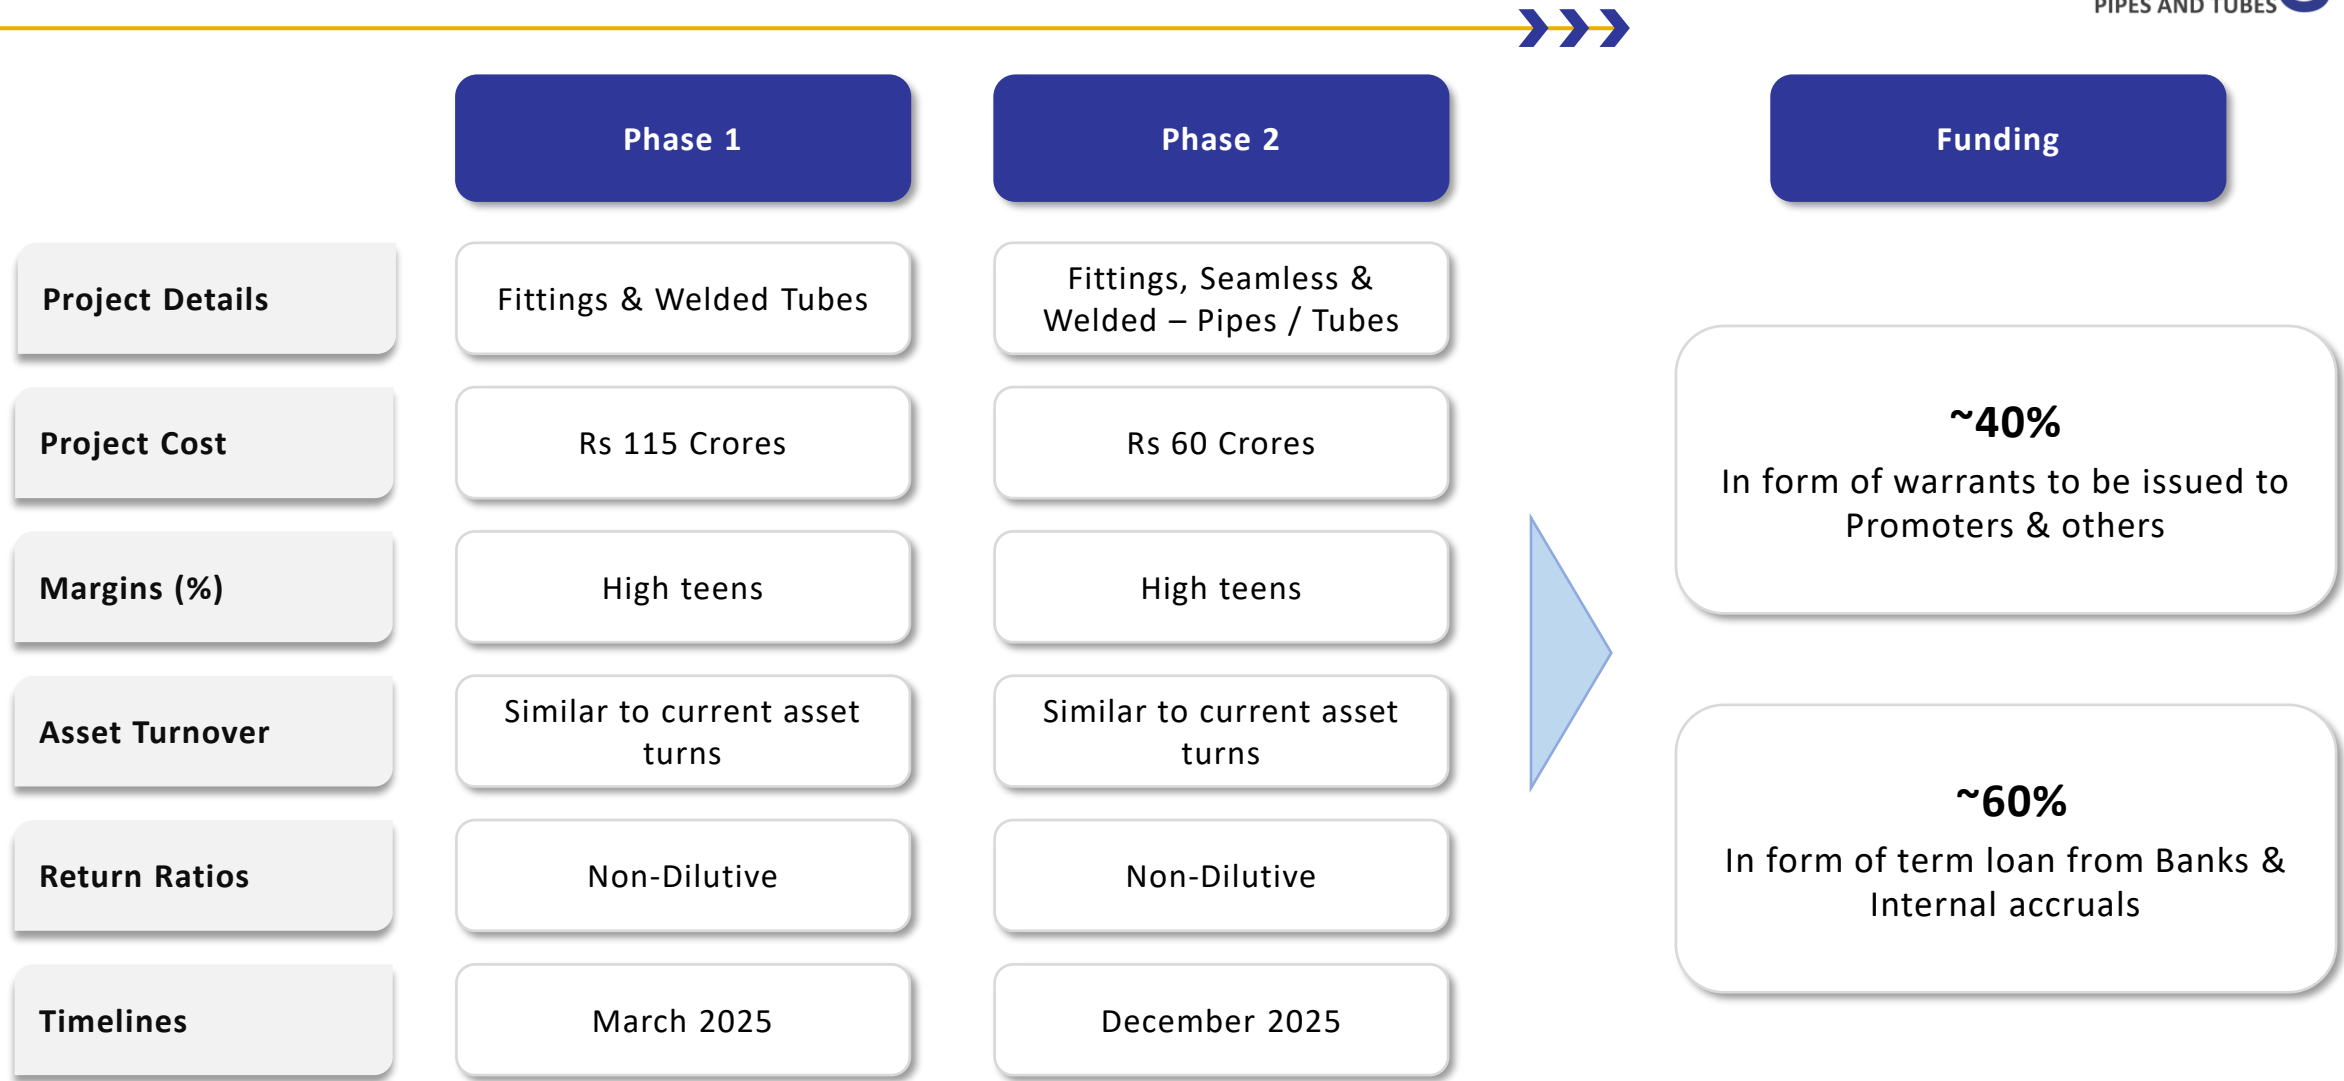 PIPES AND TUBES
Phase 1
Phase 2
Funding
Project Details
Fittings & Welded Tubes
Fittings, Seamless &
Welded – Pipes / Tubes
Project Cost
Rs 115 Crores
Rs 60 Crores
Margins (%)
High teens
High teens
Asset Turnover
Similar to current asset
turns
Similar to current asset
turns
Return Ratios
Non-Dilutive
Non-Dilutive
Timelines
March 2025
December 2025
~40%
In form of warrants to be issued to
Promoters & others
~60%
In form of term loan from Banks &
Internal accruals